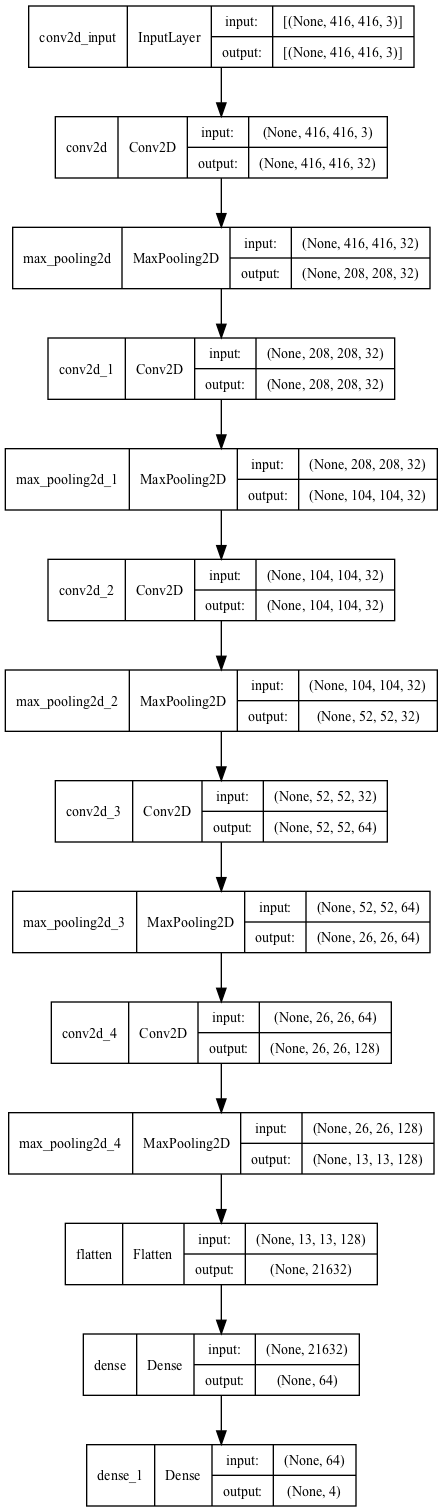 conv2d_input InputLayer input: [(None, 416, 416, 3)]
output: [(None, 416, 416, 3)]
conv2d Conv2D input: (None, 416, 416, 3)
output: (None, 416, 416, 32)
max_pooling2d MaxPooling2D input: (None, 416, 416, 32)
output: (None, 208, 208, 32)
conv2d_1 Conv2D input: (None, 208, 208, 32)
output: (None, 208, 208, 32)
max_pooling2d_1 MaxPooling2D input: (None, 208, 208, 32)
output: (None, 104, 104, 32)
conv2d_2 Conv2D input: (None, 104, 104, 32)
output: (None, 104, 104, 32)
max_pooling2d_2 MaxPooling2D input: (None, 104, 104, 32)
output: (None, 52, 52, 32)
conv2d_3 Conv2D input: (None, 52, 52, 32)
output: (None, 52, 52, 64)
max_pooling2d_3 MaxPooling2D input: (None, 52, 52, 64)
output: (None, 26, 26, 64)
conv2d_4 Conv2D input: (None, 26, 26, 64)
output: (None, 26, 26, 128)
max_pooling2d_4 MaxPooling2D input: (None, 26, 26, 128)
output: (None, 13, 13, 128)
flatten Flatten input: (None, 13, 13, 128)
output: (None, 21632)
dense Dense input: (None, 21632)
output: (None, 64)
dense_1 Dense input: (None, 64)
output: (None, 4)